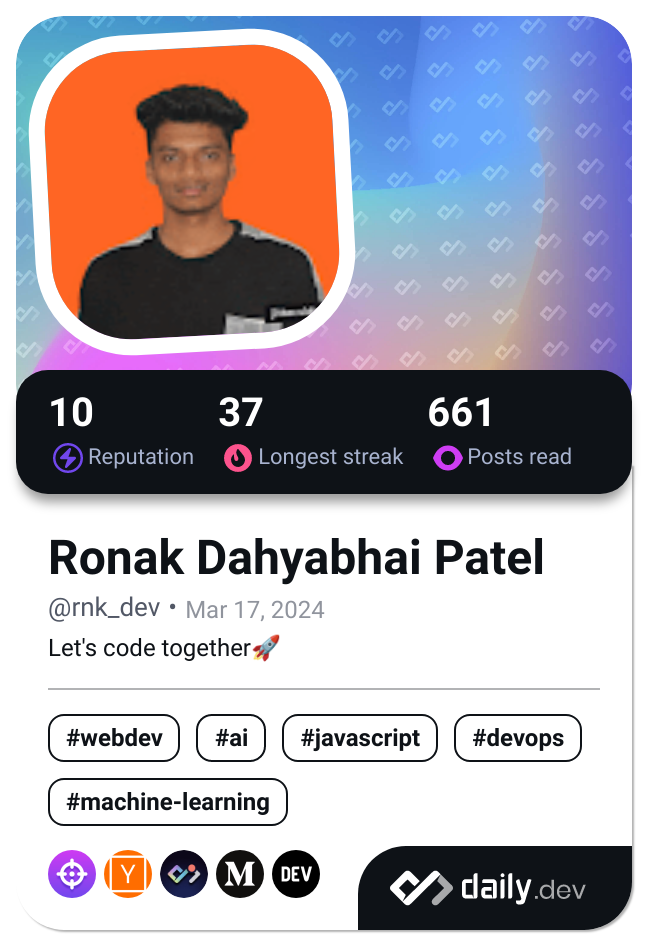 10 37 661
Reputation Longest streak Posts read
Ronak Dahyabhai Patel
@rnk_dev • Mar 17, 2024
Let's code together🚀
#webdev #ai #javascript #devops
#machine-learning
Y M DEV
daily.dev